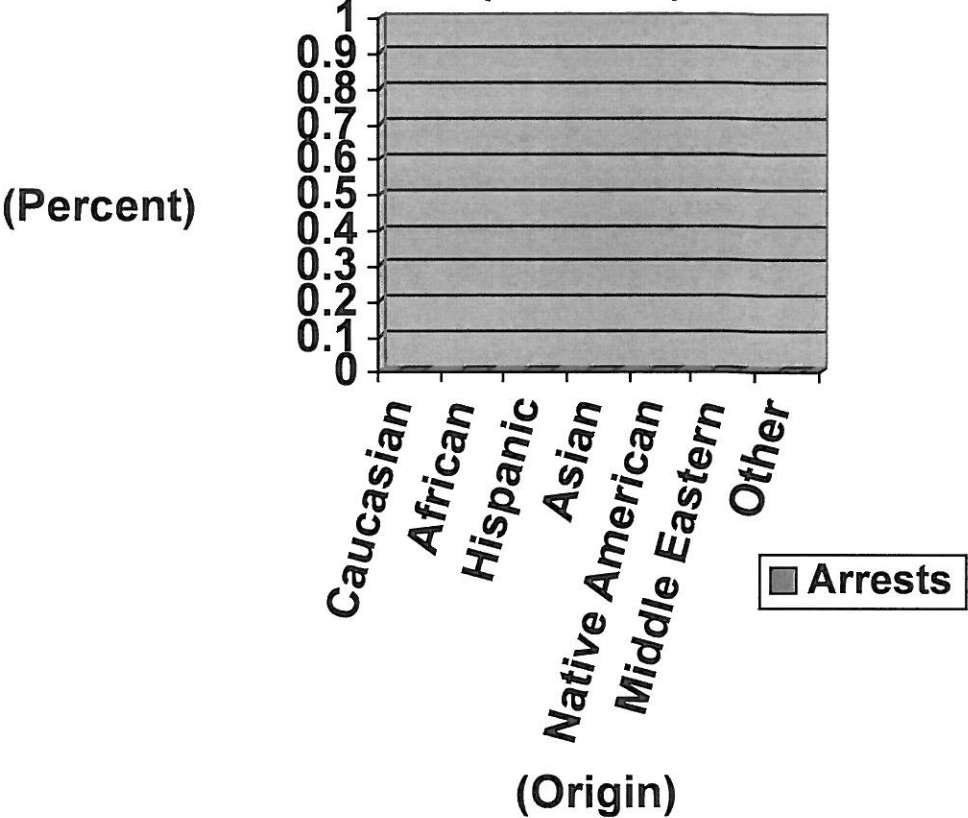 1
0.9
0.8
0.7
0.6
0.5
0.4
0.3
0.2
0.1
0
(Percent)
Caucasian
African
Hispanic
Asian
Native American
Middle Eastern
Other
Arrests
(Origin)